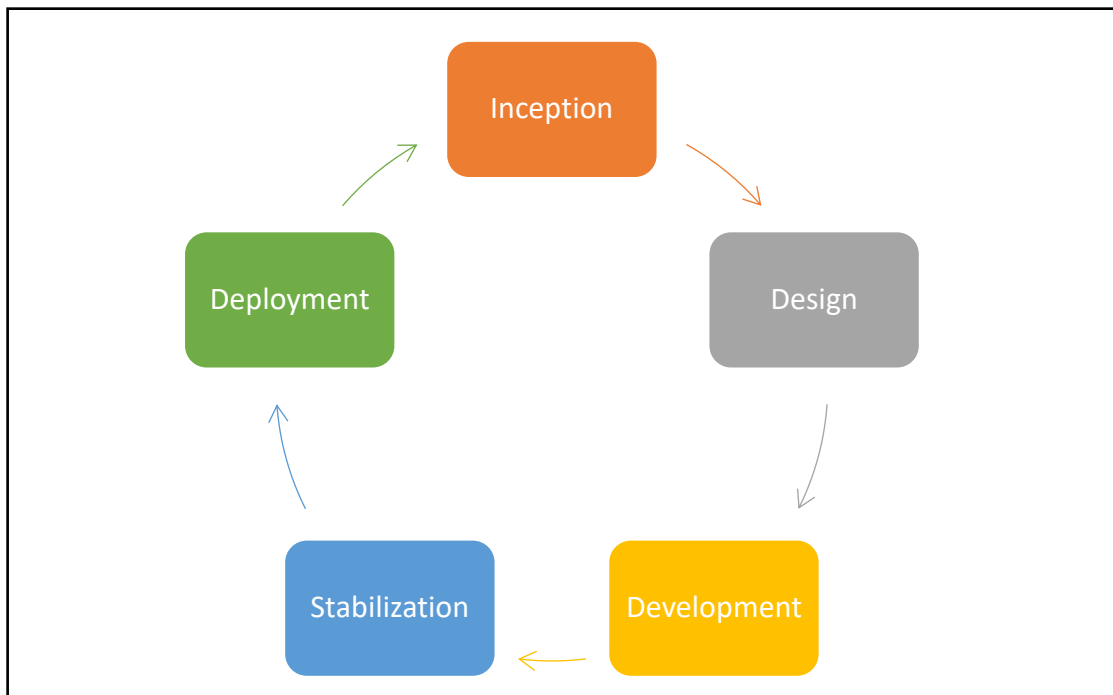 Inception
Design
Development
Stabilization
Deployment